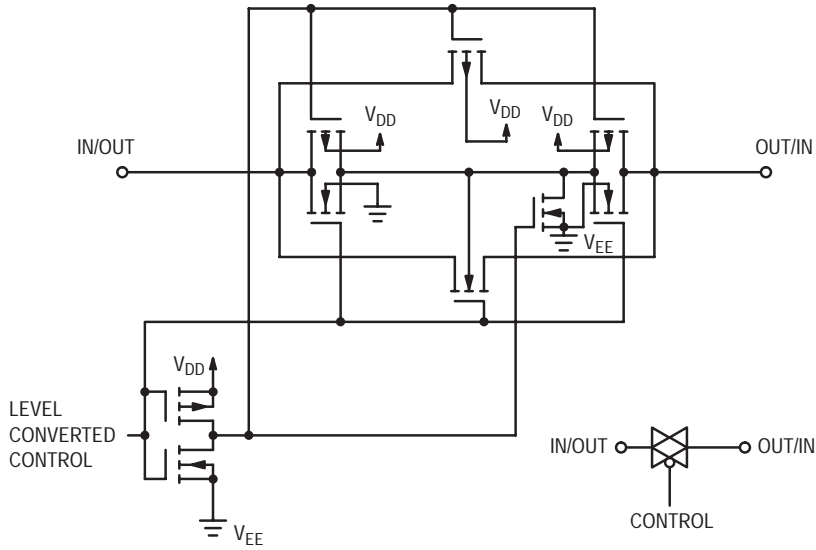 V_DD
V_DD
V_DD
IN/OUT
OUT/IN
V_EE
V_DD
LEVEL
CONVERTED
CONTROL
IN/OUT
OUT/IN
V_EE
CONTROL